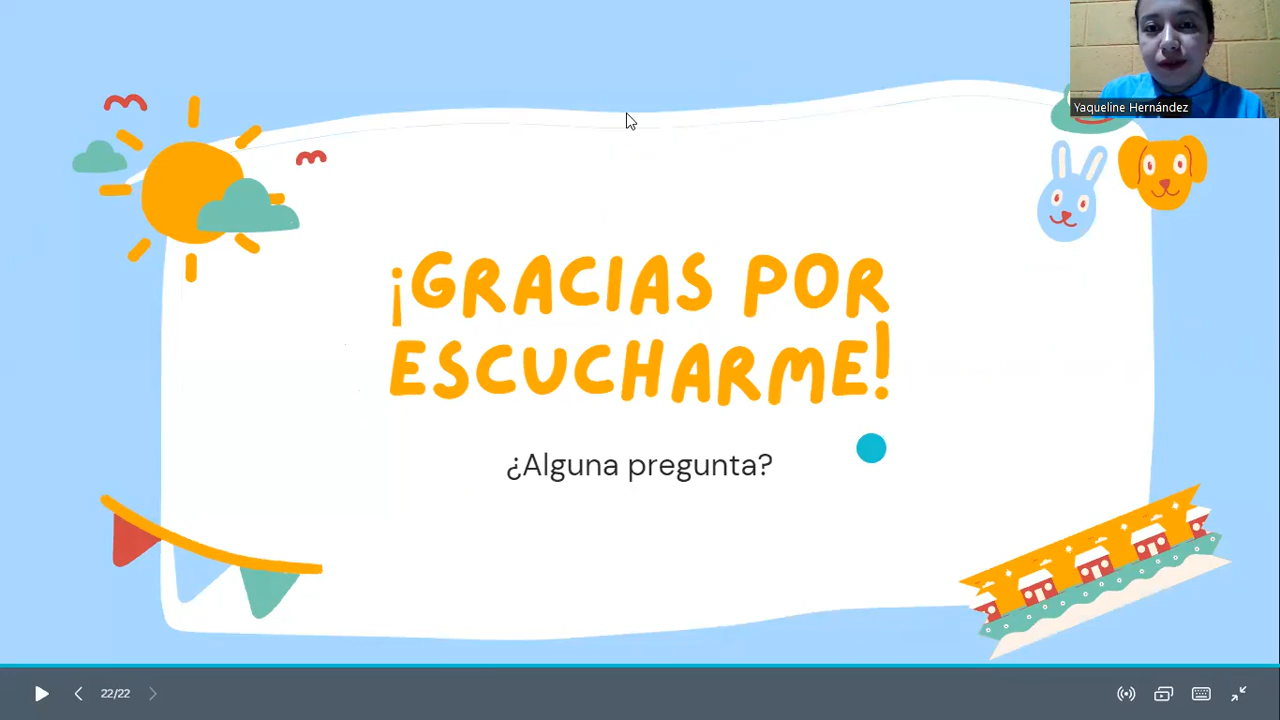 Yaqueline Hernández
¡GRACIAS POR
ESCUCHARME!
¿Alguna pregunta?
22/22